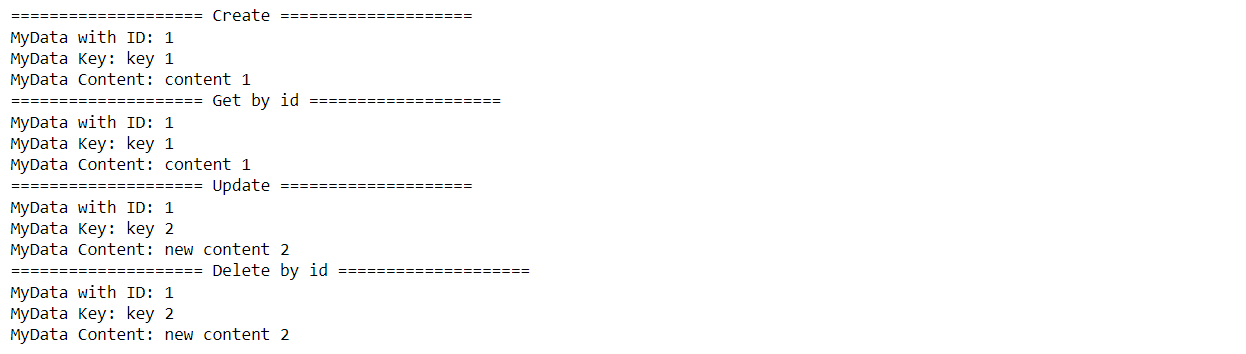 ==================== Create ====================
MyData with ID: 1
MyData Key: key 1
MyData Content: content 1
==================== Get by id ====================
MyData with ID: 1
MyData Key: key 1
MyData Content: content 1
==================== Update ====================
MyData with ID: 1
MyData Key: key 2
MyData Content: new content 2
==================== Delete by id ====================
MyData with ID: 1
MyData Key: key 2
MyData Content: new content 2